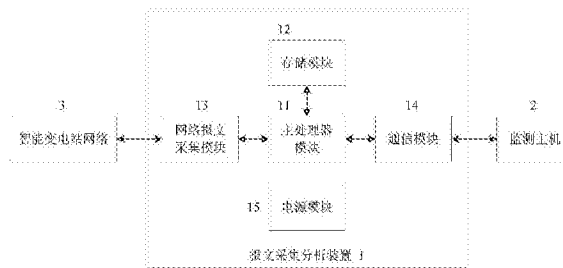 12
存储模块
3
13
11
14
2
智能变电站网络
网络报文
采集模块
主处理器
模块
通信模块
监测主机
15
电源模块
报文采集分析装置 1